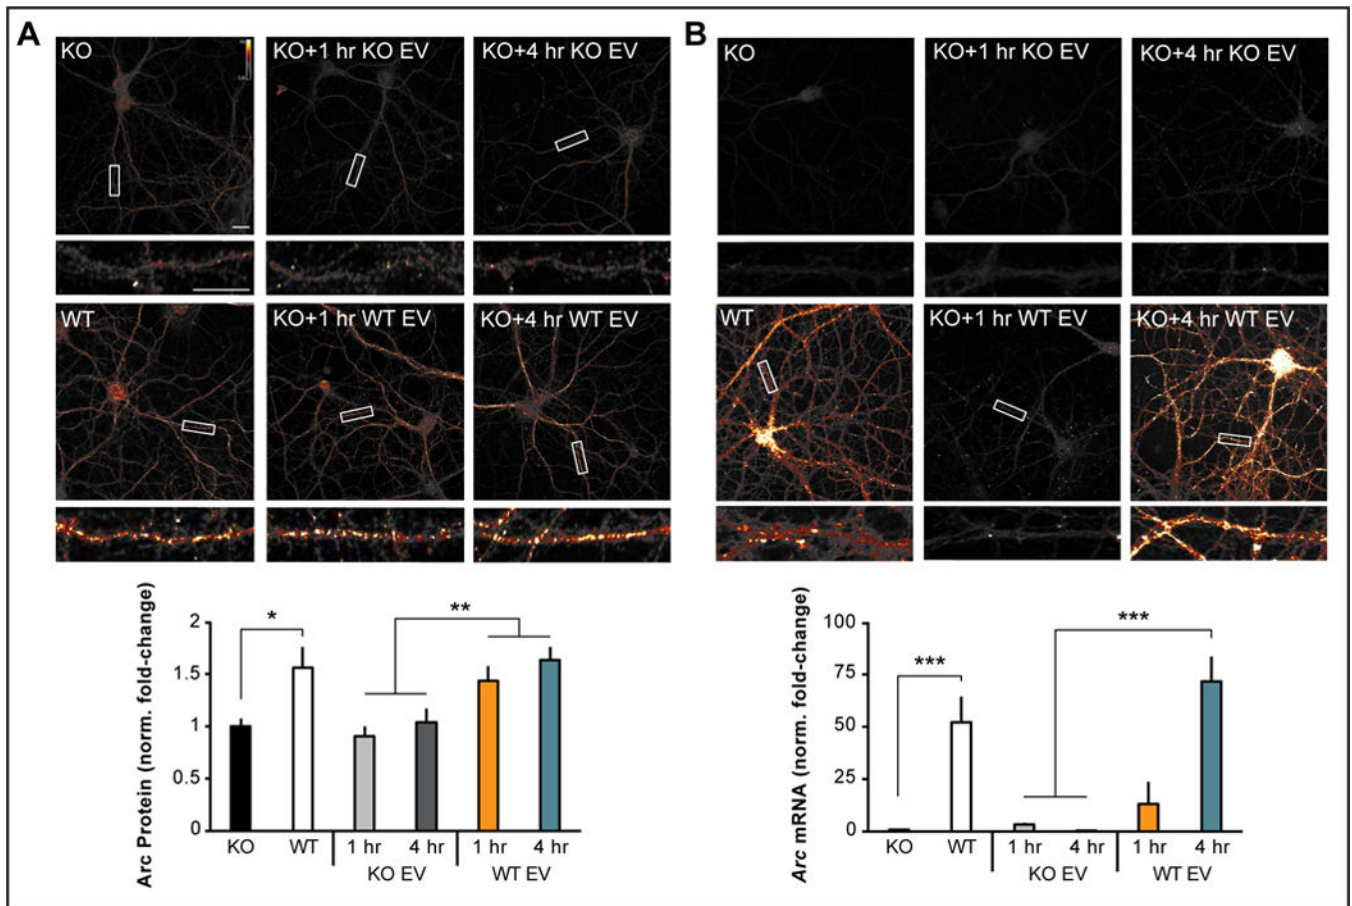 A
B
KO
KO+1 hr KO EV
KO+4 hr KO EV
KO
KO+1 hr KO EV
KO+4 hr KO EV
WT
KO+1 hr WT EV
KO+4 hr WT EV
WT
KO+1 hr WT EV
KO+4 hr WT EV
Arc Protein (norm. fold-change)
2
1.5
1
0.5
0
*
**
KO
WT
1 hr
4 hr
1 hr
4 hr
KO EV
WT EV
Arc mRNA (norm. fold-change)
100
75
50
25
0
***
***
KO
WT
1 hr
4 hr
1 hr
4 hr
KO EV
WT EV